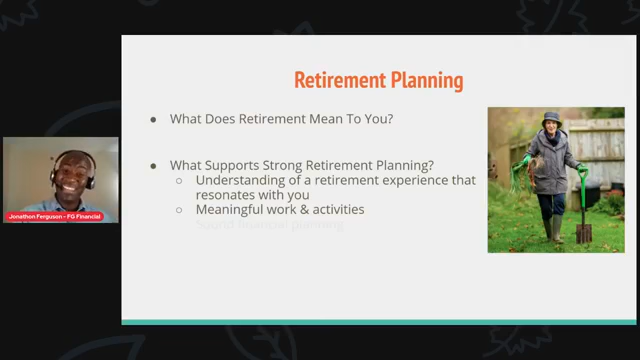 Retirement Planning
● What Does Retirement Mean To You?
● What Supports Strong Retirement Planning?
○ Understanding of a retirement experience that
resonates with you
○ Meaningful work & activities
Sound financial planning
Jonathon Ferguson - FG Financial